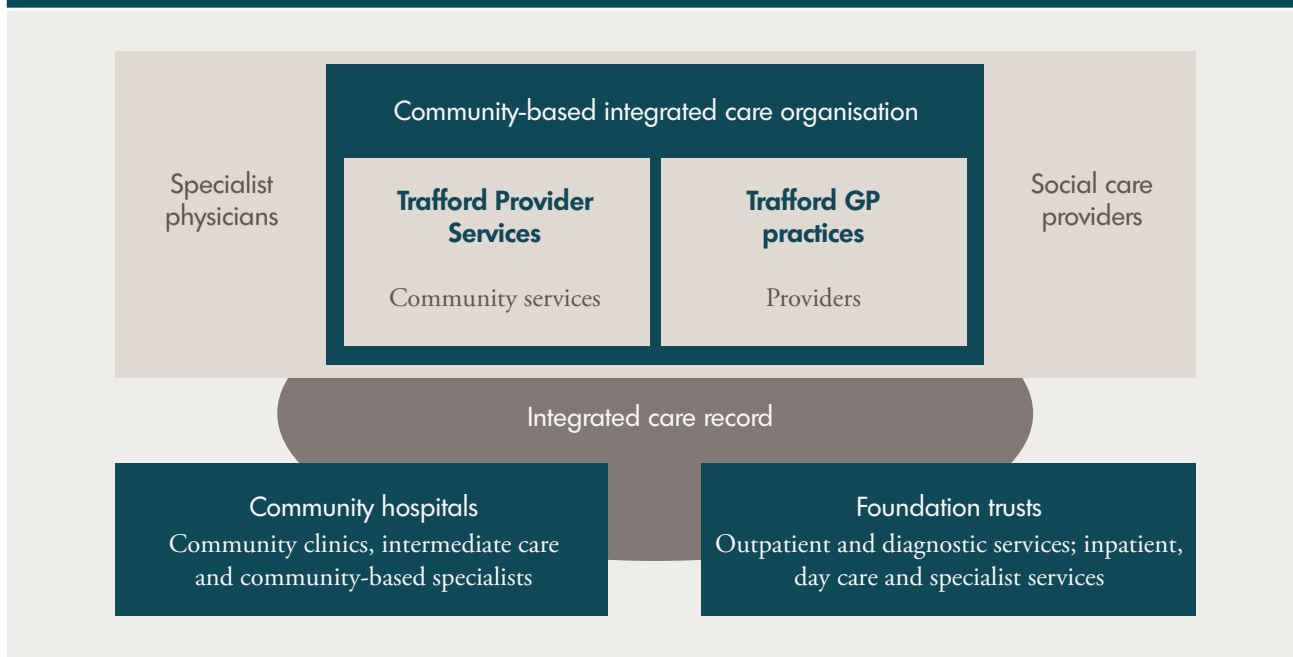 Community-based integrated care organisation
Specialist
physicians
Trafford Provider
Services
Community services
Trafford GP
practices
Providers
Social care
providers
Integrated care record
Community hospitals
Community clinics, intermediate care
and community-based specialists
Foundation trusts
Outpatient and diagnostic services; inpatient,
day care and specialist services